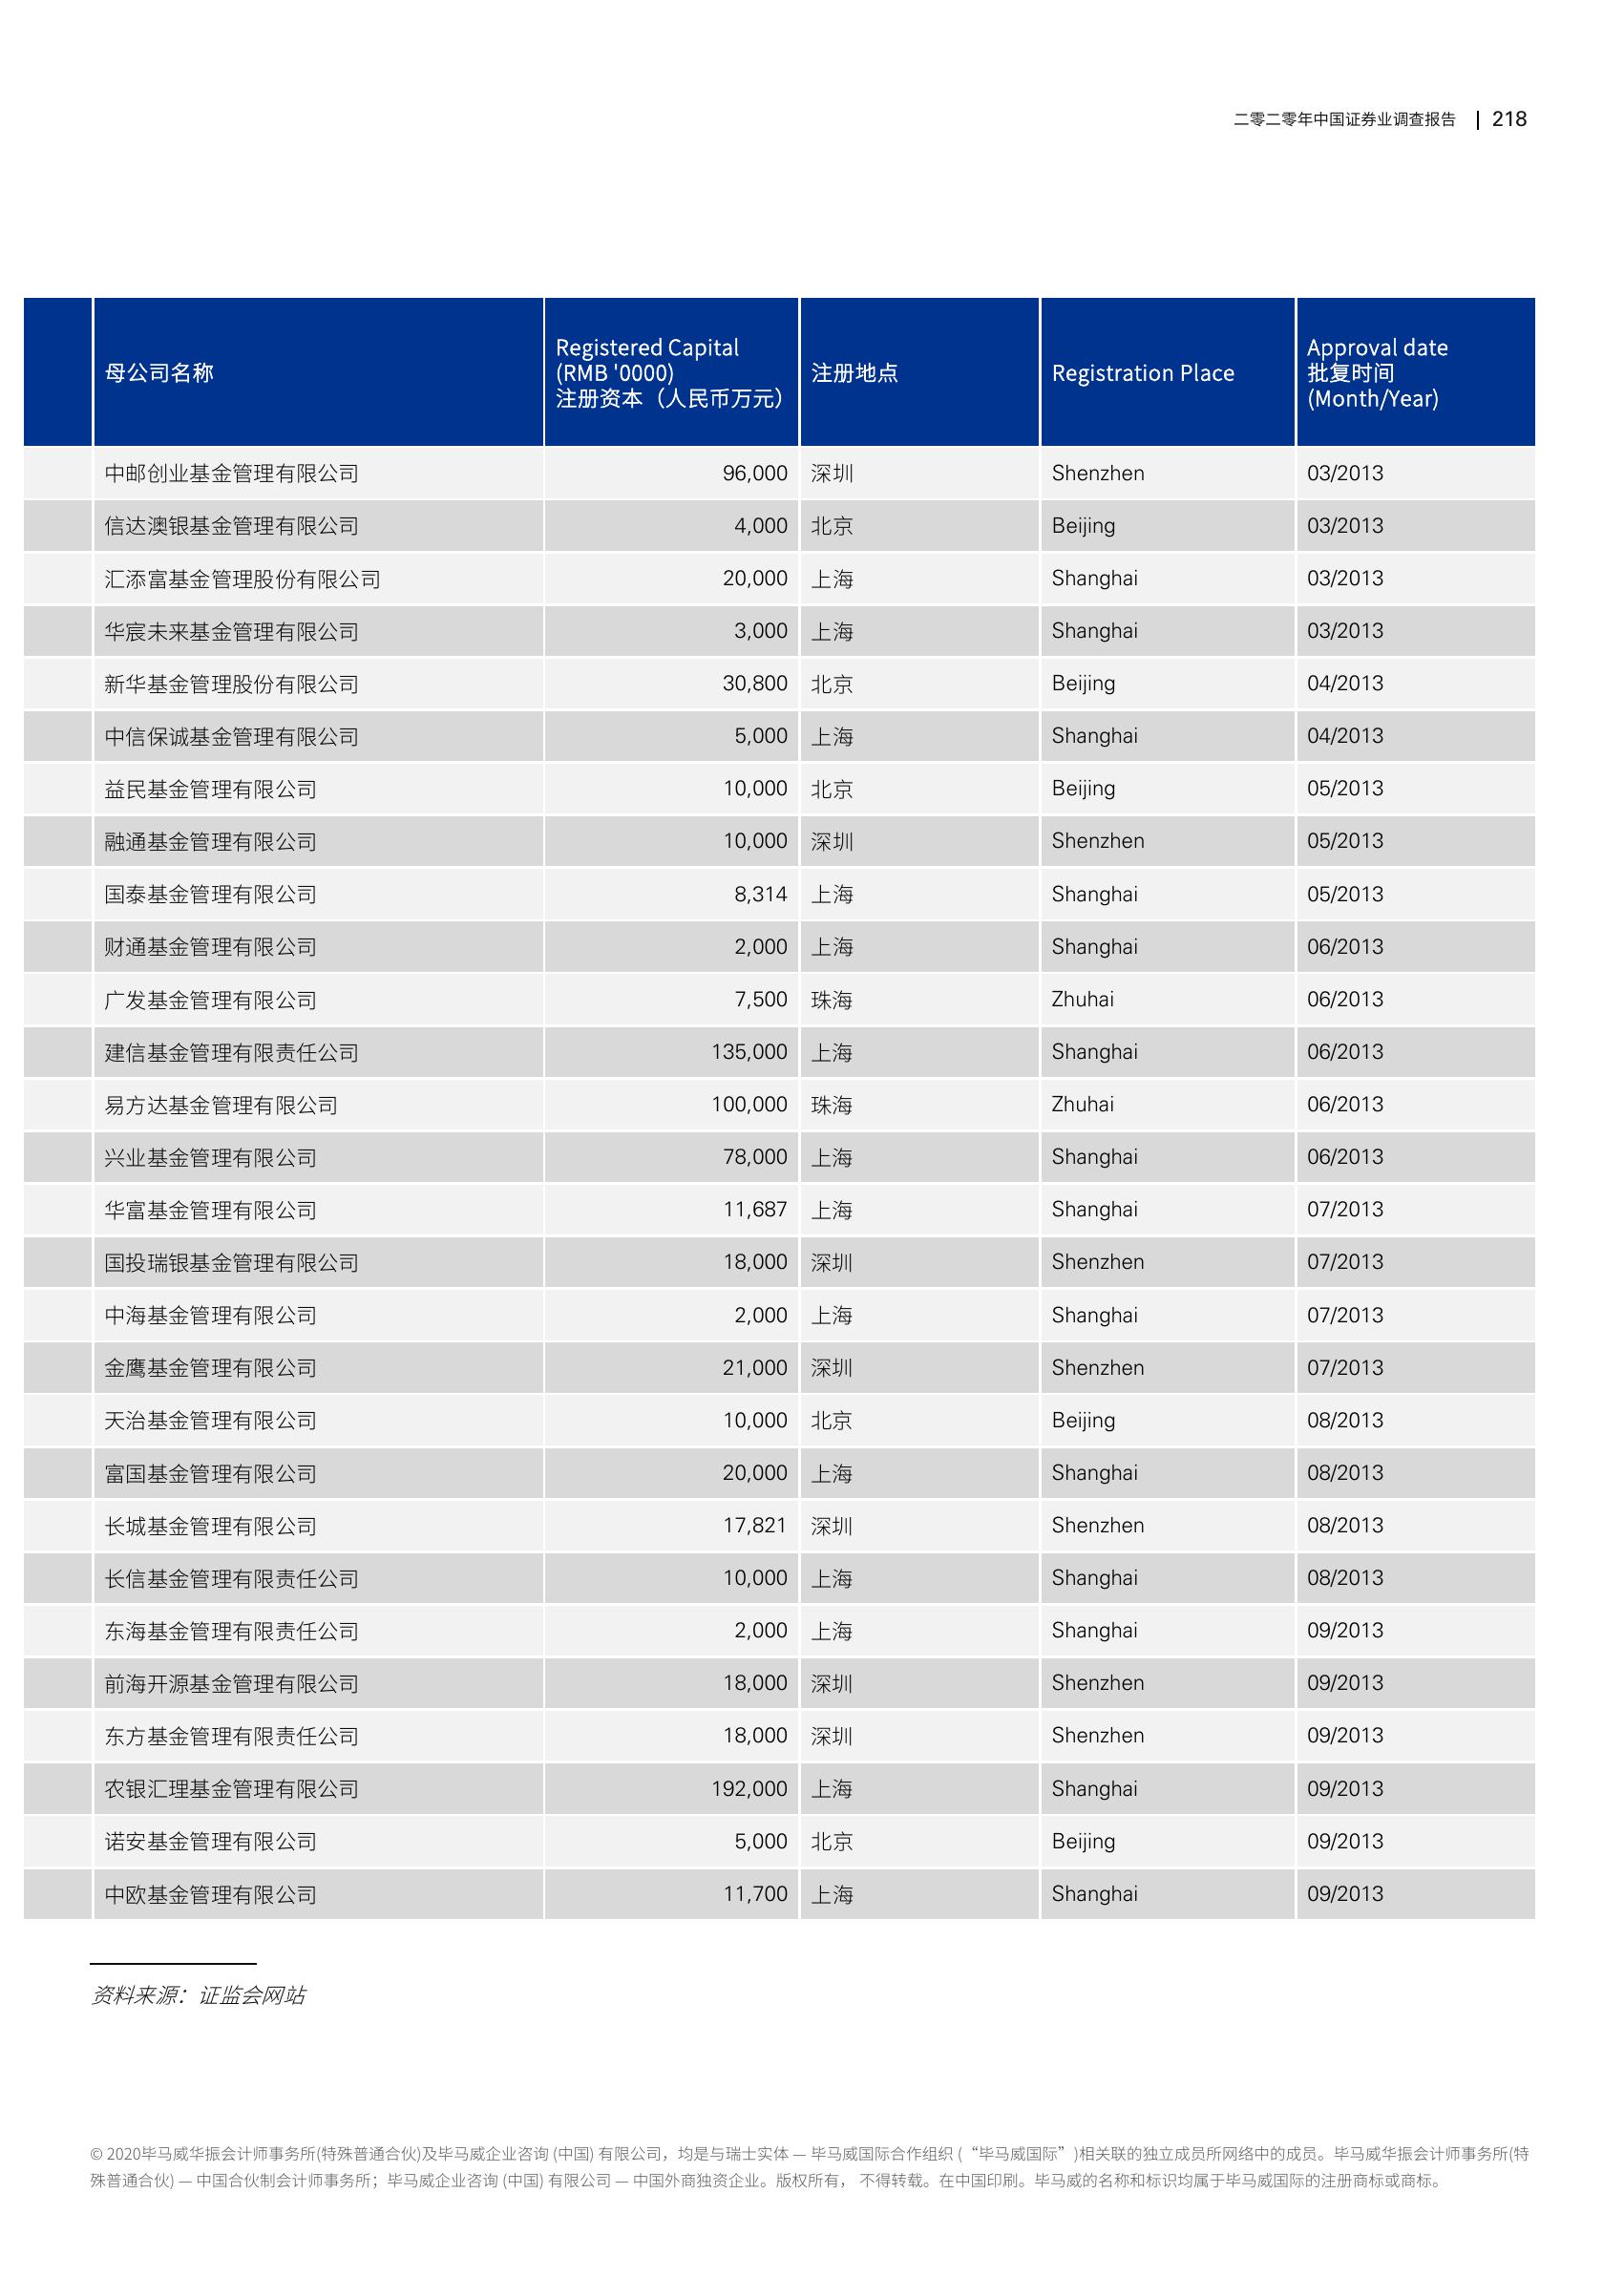 二零二零年中国证券业调查报告 | 218
母公司名称 Registered Capital (RMB '0000) 注册资本（人民币万元） 注册地点 Registration Place Approval date 批复时间 (Month/Year)
中邮创业基金管理有限公司 96,000 深圳 Shenzhen 03/2013
信达澳银基金管理有限公司 4,000 北京 Beijing 03/2013
汇添富基金管理股份有限公司 20,000 上海 Shanghai 03/2013
华宸未来基金管理有限公司 3,000 上海 Shanghai 03/2013
新华基金管理股份有限公司 30,800 北京 Beijing 04/2013
中信保诚基金管理有限公司 5,000 上海 Shanghai 04/2013
益民基金管理有限公司 10,000 北京 Beijing 05/2013
融通基金管理有限公司 10,000 深圳 Shenzhen 05/2013
国泰基金管理有限公司 8,314 上海 Shanghai 05/2013
财通基金管理有限公司 2,000 上海 Shanghai 06/2013
广发基金管理有限公司 7,500 珠海 Zhuhai 06/2013
建信基金管理有限责任公司 135,000 上海 Shanghai 06/2013
易方达基金管理有限公司 100,000 珠海 Zhuhai 06/2013
兴业基金管理有限公司 78,000 上海 Shanghai 06/2013
华富基金管理有限公司 11,687 上海 Shanghai 07/2013
国投瑞银基金管理有限公司 18,000 深圳 Shenzhen 07/2013
中海基金管理有限公司 2,000 上海 Shanghai 07/2013
金鹰基金管理有限公司 21,000 深圳 Shenzhen 07/2013
天治基金管理有限公司 10,000 北京 Beijing 08/2013
富国基金管理有限公司 20,000 上海 Shanghai 08/2013
长城基金管理有限公司 17,821 深圳 Shenzhen 08/2013
长信基金管理有限责任公司 10,000 上海 Shanghai 08/2013
东海基金管理有限责任公司 2,000 上海 Shanghai 09/2013
前海开源基金管理有限公司 18,000 深圳 Shenzhen 09/2013
东方基金管理有限责任公司 18,000 深圳 Shenzhen 09/2013
农银汇理基金管理有限公司 192,000 上海 Shanghai 09/2013
诺安基金管理有限公司 5,000 北京 Beijing 09/2013
中欧基金管理有限公司 11,700 上海 Shanghai 09/2013
资料来源：证监会网站
© 2020毕马威华振会计师事务所(特殊普通合伙)及毕马威企业咨询 (中国) 有限公司，均是与瑞士实体 — 毕马威国际合作组织 (“毕马威国际”)相关联的独立成员所网络中的成员。毕马威华振会计师事务所(特
殊普通合伙) — 中国合伙制会计师事务所；毕马威企业咨询 (中国) 有限公司 — 中国外商独资企业。版权所有， 不得转载。在中国印刷。毕马威的名称和标识均属于毕马威国际的注册商标或商标。